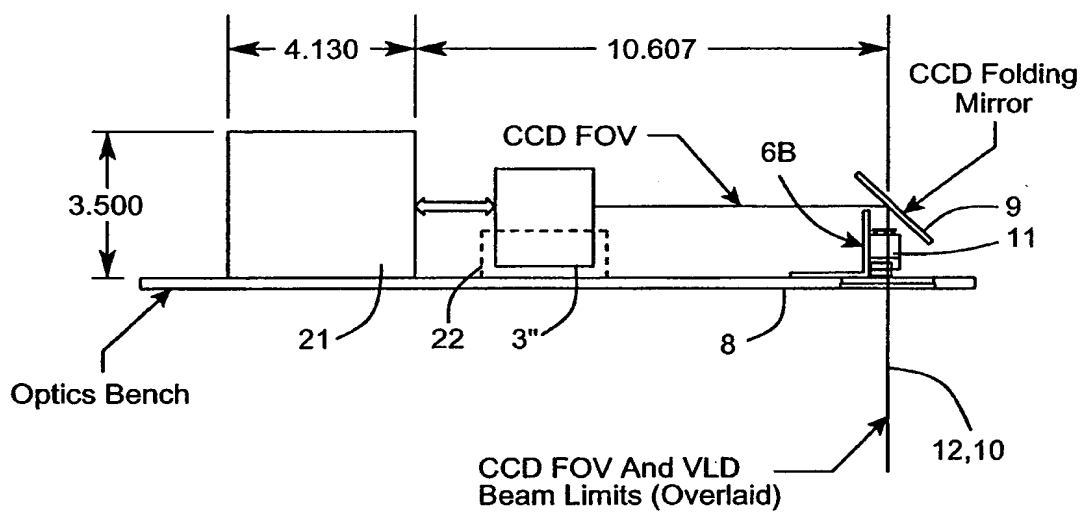 4.130
10.607
CCD Folding
Mirror
CCD FOV
6B
3.500
9
11
21
22
3"
8
Optics Bench
12,10
CCD FOV And VLD
Beam Limits (Overlaid)